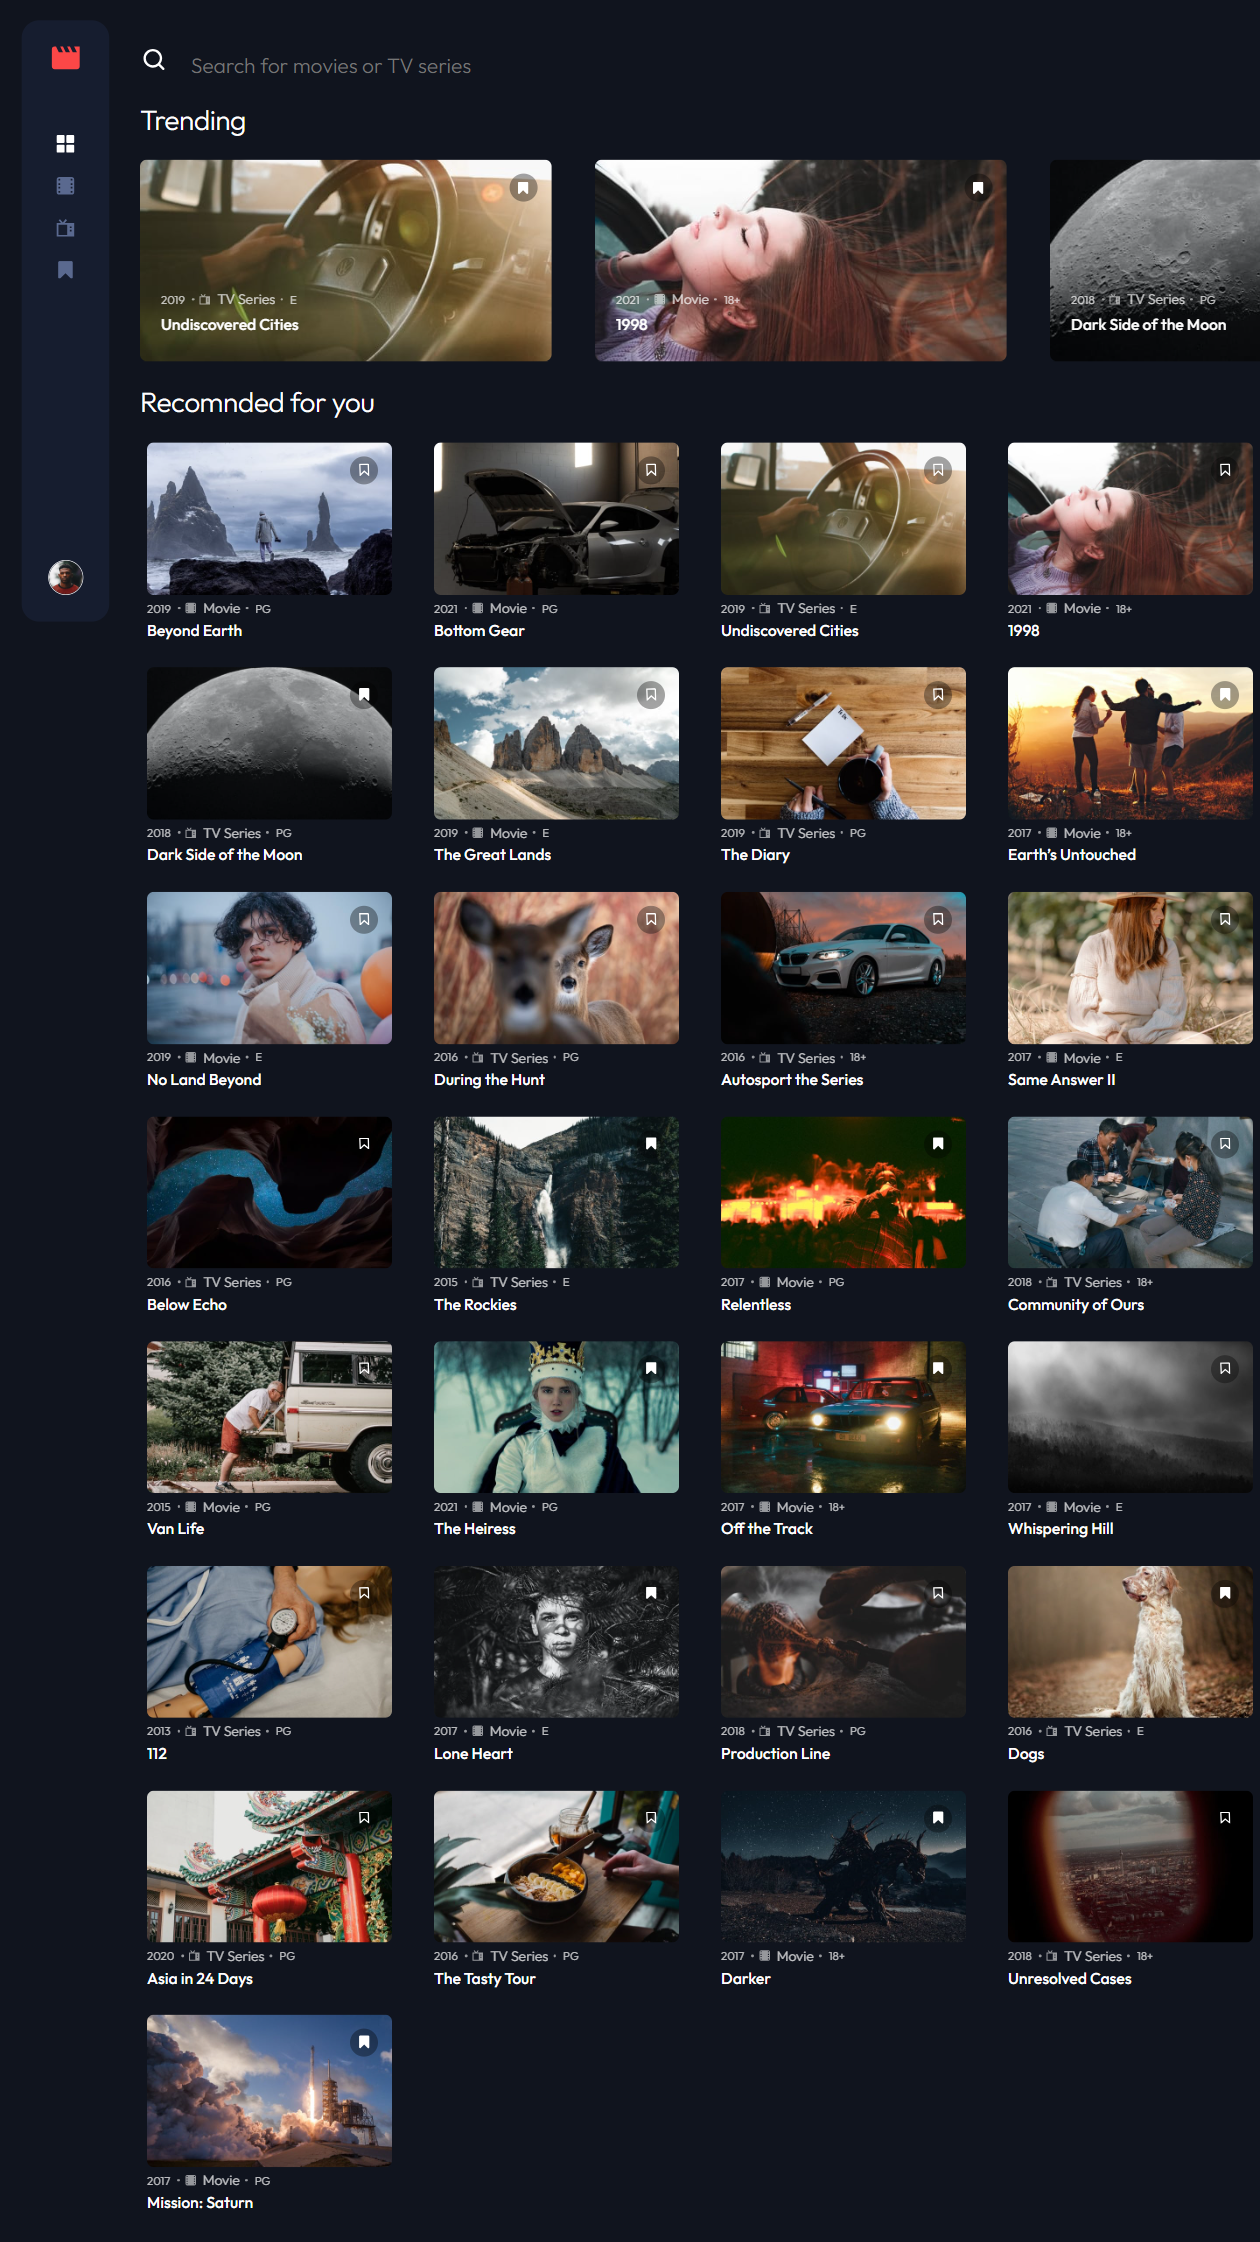 Search for movies or TV series
Trending
2019 · TV Series · E
Undiscovered Cities
2021 · Movie · 18+
1998
2018 · TV Series · PG
Dark Side of the Moon
Recomnded for you
2019 · Movie · PG
Beyond Earth
2021 · Movie · PG
Bottom Gear
2019 · TV Series · E
Undiscovered Cities
2021 · Movie · 18+
1998
2018 · TV Series · PG
Dark Side of the Moon
2019 · Movie · E
The Great Lands
2019 · TV Series · PG
The Diary
2017 · Movie · 18+
Earth’s Untouched
2019 · Movie · E
No Land Beyond
2016 · TV Series · PG
During the Hunt
2016 · TV Series · 18+
Autosport the Series
2017 · Movie · E
Same Answer II
2016 · TV Series · PG
Below Echo
2015 · TV Series · E
The Rockies
2017 · Movie · PG
Relentless
2018 · TV Series · 18+
Community of Ours
2015 · Movie · PG
Van Life
2021 · Movie · PG
The Heiress
2017 · Movie · 18+
Off the Track
2017 · Movie · E
Whispering Hill
2013 · TV Series · PG
112
2017 · Movie · E
Lone Heart
2018 · TV Series · PG
Production Line
2016 · TV Series · E
Dogs
2020 · TV Series · PG
Asia in 24 Days
2016 · TV Series · PG
The Tasty Tour
2017 · Movie · 18+
Darker
2018 · TV Series · 18+
Unresolved Cases
2017 · Movie · PG
Mission: Saturn